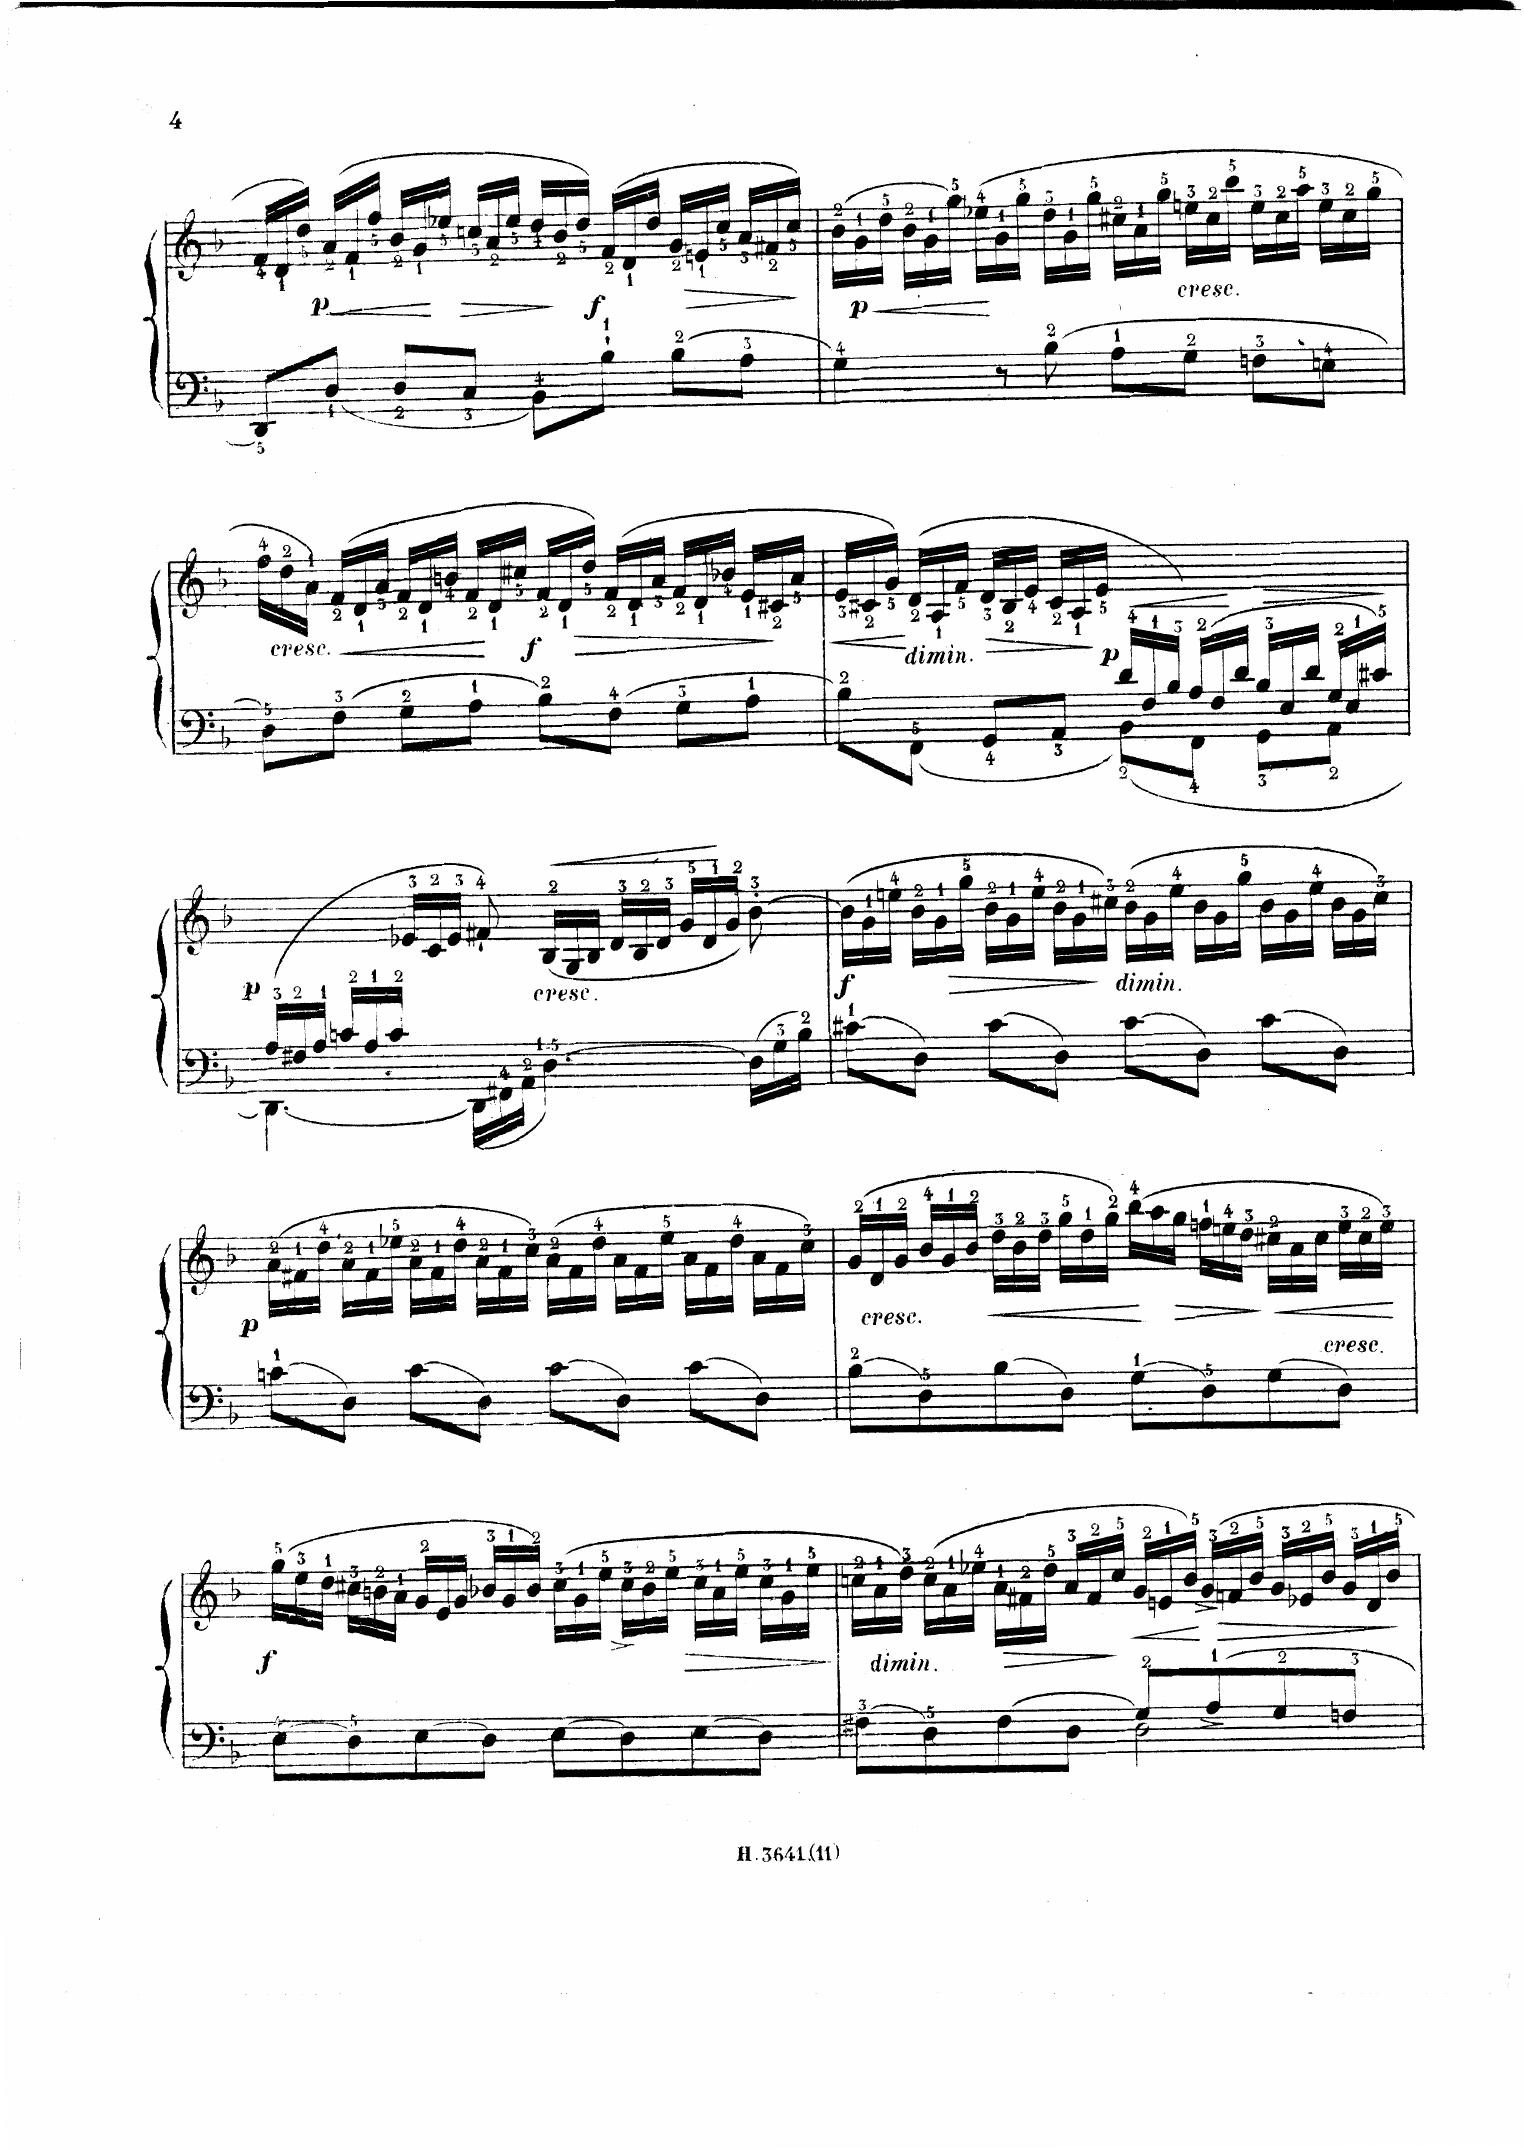 4
p f p cresc.
cresc. f dimin. p
p cresc. f dimin.
p cresc. cresc.
f dimin.
H. 3641.(11)